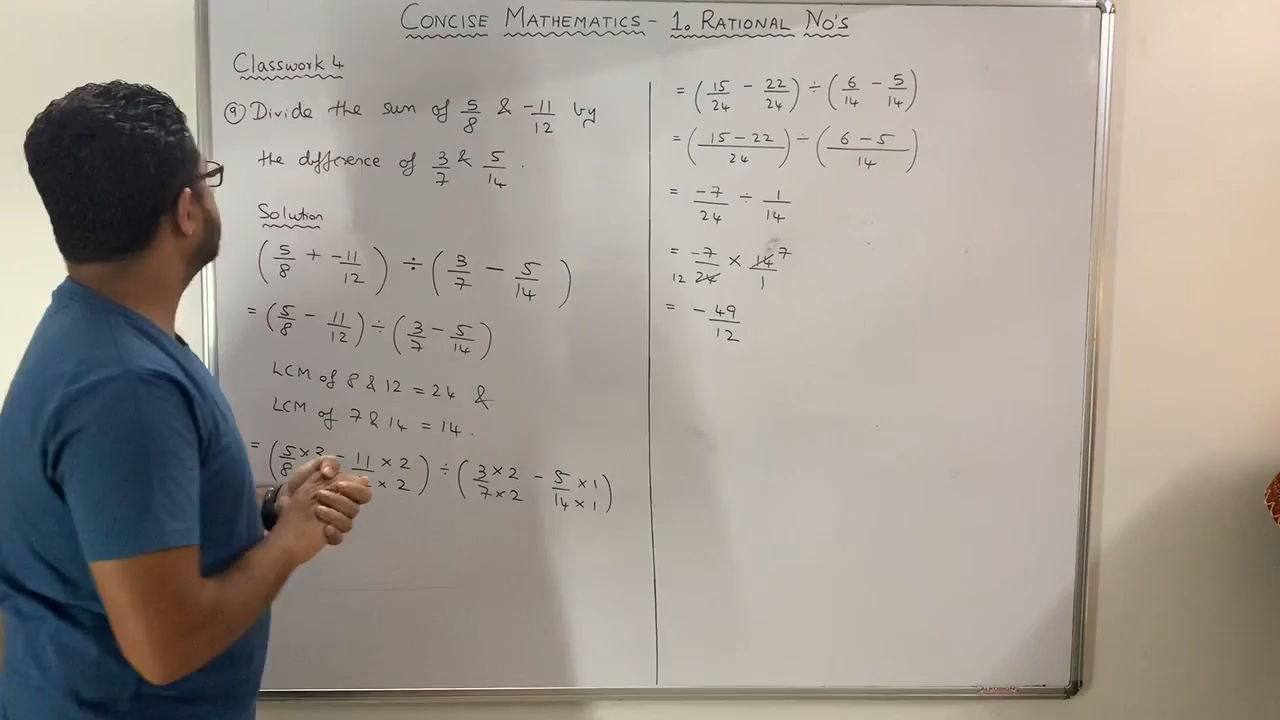 CONCISE MATHEMATICS - 1. RATIONAL NO'S
Classwork 4
9) Divide the sum of 5/8 & -11/12 by
the difference of 3/7 & 5/14.
Solution
(5/8 + -11/12) ÷ (3/7 - 5/14)
= (5/8 - 11/12) ÷ (3/7 - 5/14)
LCM of 8 & 12 = 24 &
LCM of 7 & 14 = 14.
= (5×3/8 - 11×2/×2) ÷ (3×2/7×2 - 5×1/14×1)
= (15/24 - 22/24) ÷ (6/14 - 5/14)
= (15-22/24) ÷ (6-5/14)
= -7/24 ÷ 1/14
= -7/12 24 × 14 7/1
= -49/12